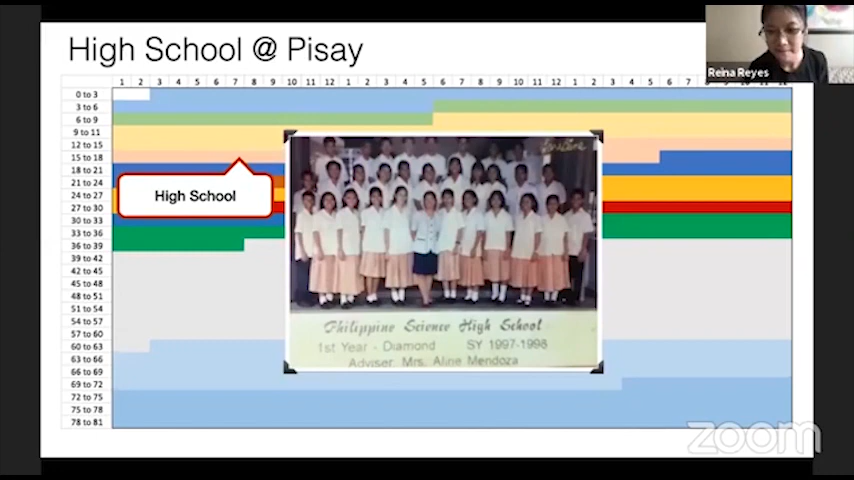 High School @ Pisay
Reina Reyes
1 2 3 4 5 6 7 8 9 10 11 12 1 2 3 4 5 6 7 8 9 10 11 12 1 2 3 4 5 6 7
0 to 3
3 to 6
6 to 9
9 to 11
12 to 15
15 to 18
18 to 21
21 to 24
24 to 27
27 to 30
30 to 33
33 to 36
36 to 39
39 to 42
42 to 45
45 to 48
48 to 51
51 to 54
54 to 57
57 to 60
60 to 63
63 to 66
66 to 69
69 to 72
72 to 75
75 to 78
78 to 81
High School
Philippine Science High School
1st Year - Diamond SY 1997-1998
Adviser, Mrs. Aline Mendoza
zoom